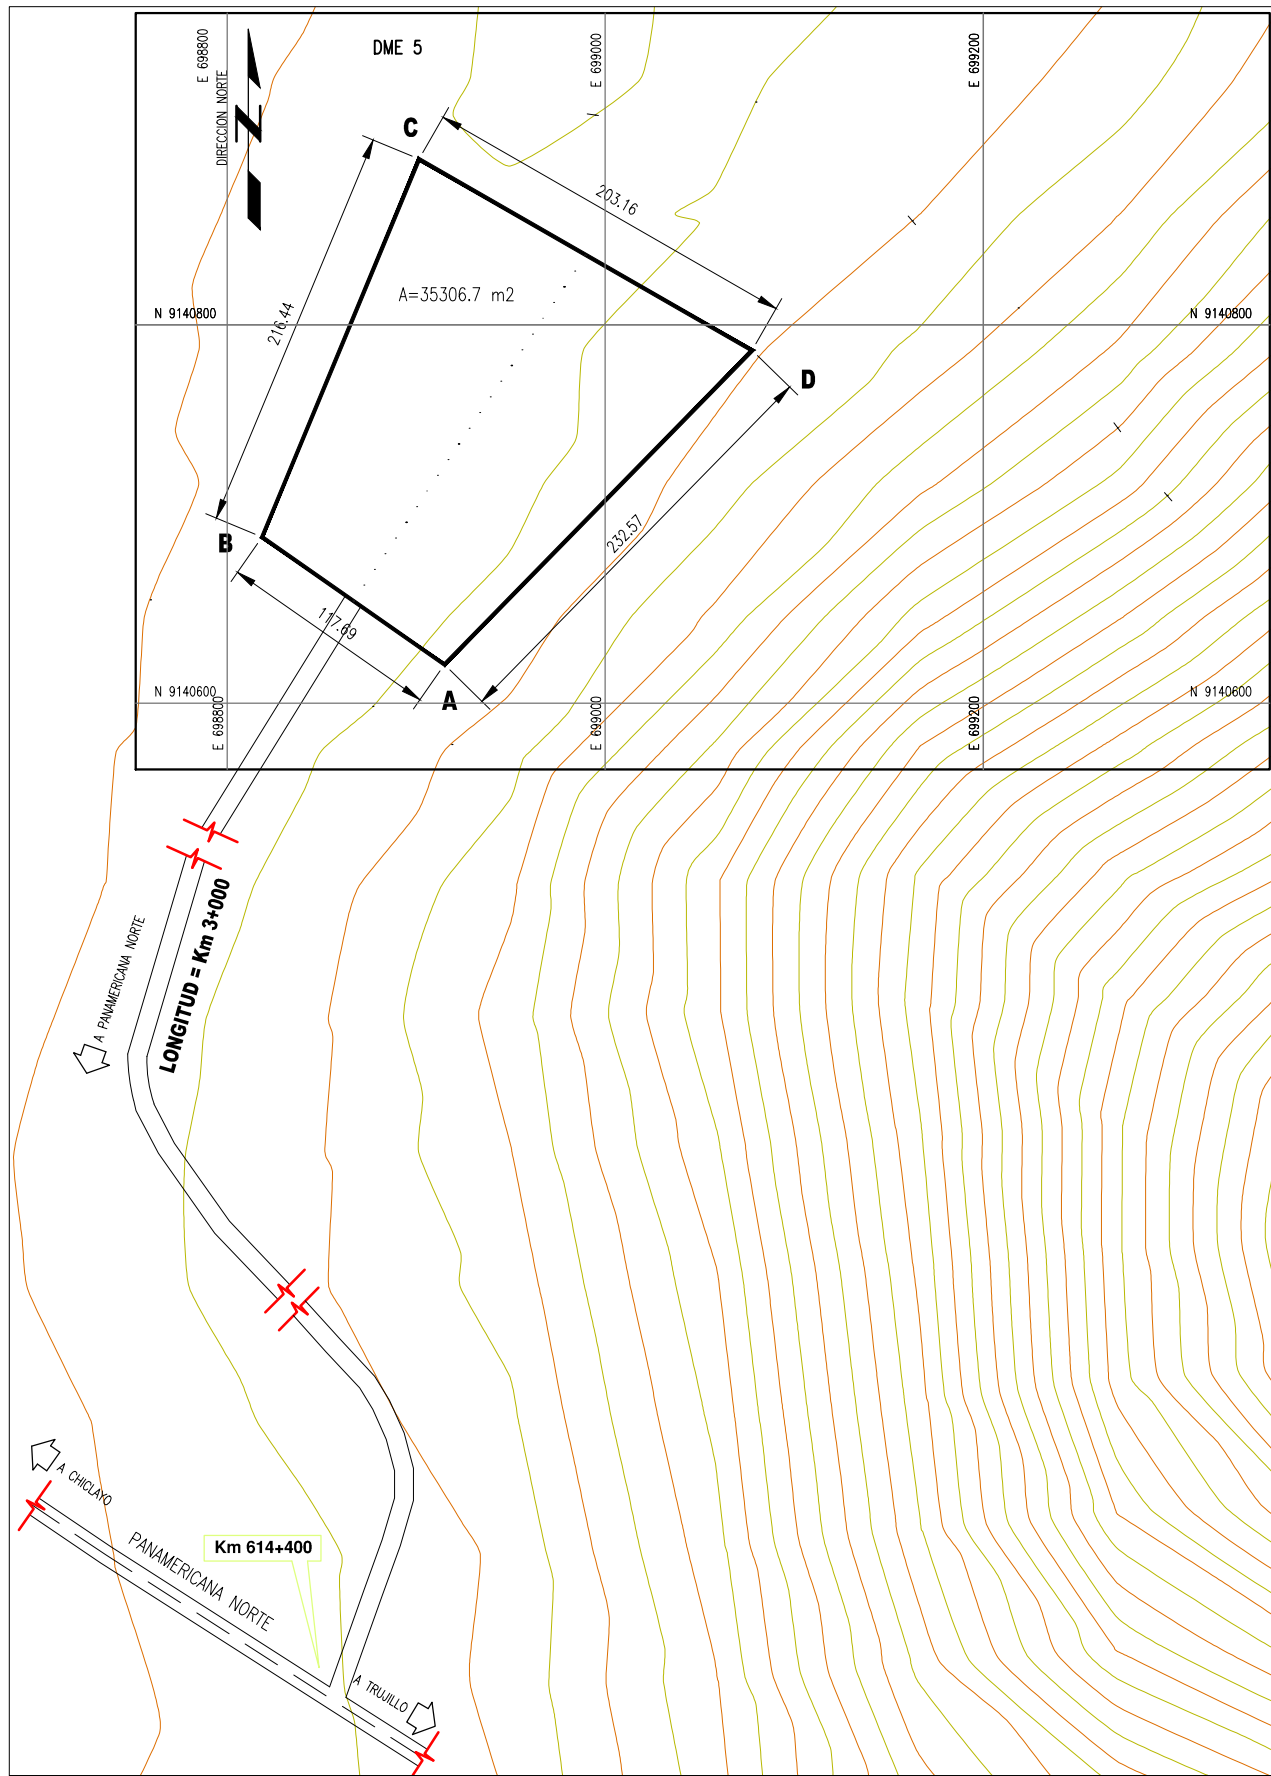 E 698800
DME 5
E 699000
E 699200
DIRECCION NORTE
N
C
203.16
A=35306.7 m2
216.44
N 9140800
N 9140800
D
B
232.57
117.69
A
N 9140600
N 9140600
E 698800
E 699000
E 699200
LONGITUD = Km 3+000
A PANAMERICANA NORTE
A CHICLAYO
PANAMERICANA NORTE
Km 614+400
A TRUJILLO